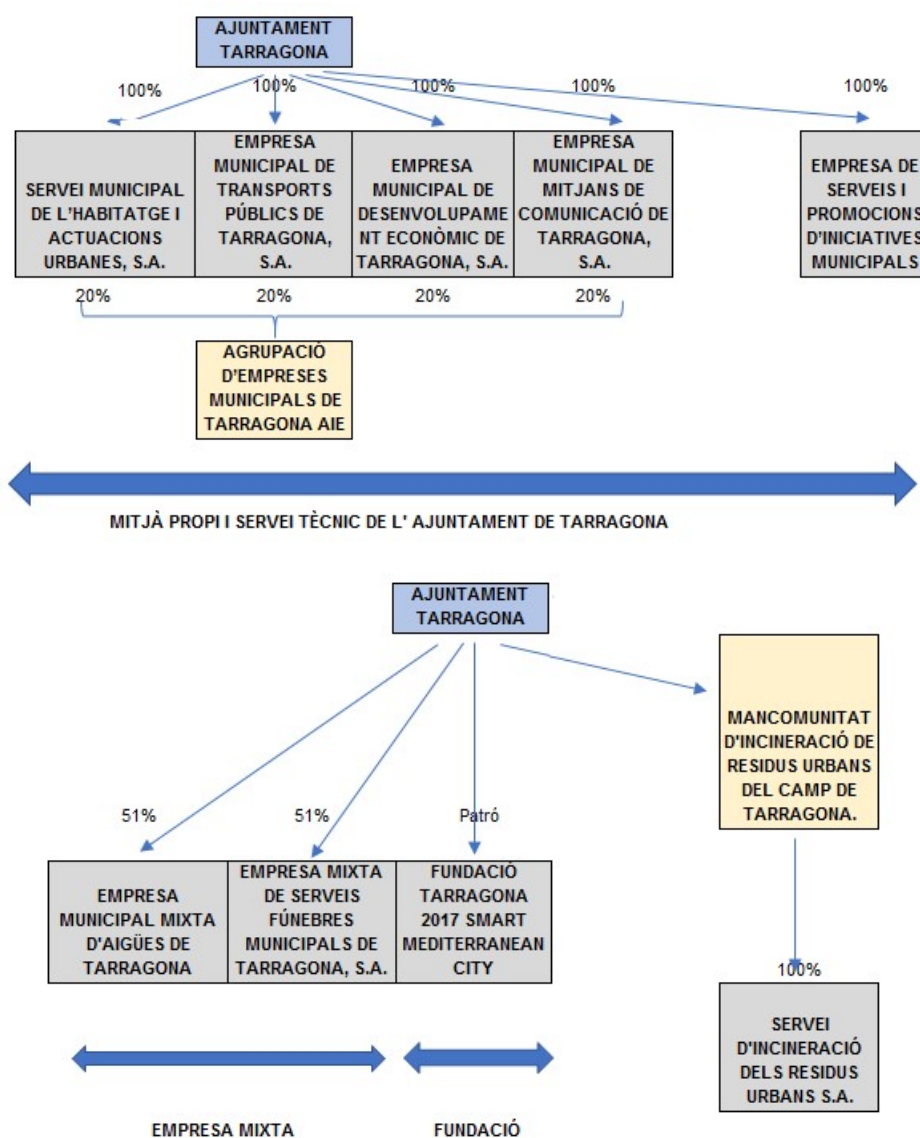 AJUNTAMENT
TARRAGONA
100%
100%
100%
100%
100%
SERVEI MUNICIPAL
DE L'HABITATGE I
ACTUACIONS
URBANES, S.A.
EMPRESA
MUNICIPAL DE
TRANSPORTS
PÚBLICS DE
TARRAGONA,
S.A.
EMPRESA
MUNICIPAL DE
DESENVOLUPAME
NT ECONÒMIC DE
TARRAGONA, S.A.
EMPRESA
MUNICIPAL DE
MITJANS DE
COMUNICACIÓ DE
TARRAGONA,
S.A.
EMPRESA DE
SERVEIS I
PROMOCIONS
D'INICIATIVES
MUNICIPALS
20%
20%
20%
20%
AGRUPACIÓ
D'EMPRESES
MUNICIPALS DE
TARRAGONA AIE
MITJÀ PROPI I SERVEI TÈCNIC DE L' AJUNTAMENT DE TARRAGONA
AJUNTAMENT
TARRAGONA
MANCOMUNITAT
D'INCINERACIÓ DE
RESIDUS URBANS
DEL CAMP DE
TARRAGONA.
51%
51%
Patró
EMPRESA
MUNICIPAL MIXTA
D'AIGÜES DE
TARRAGONA
EMPRESA MIXTA
DE SERVEIS
FÚNEBRES
MUNICIPALS DE
TARRAGONA, S.A.
FUNDACIÓ
TARRAGONA
2017 SMART
MEDITERRANEAN
CITY
100%
SERVEI
D'INCINERACIÓ
DELS RESIDUS
URBANS S.A.
EMPRESA MIXTA
FUNDACIÓ